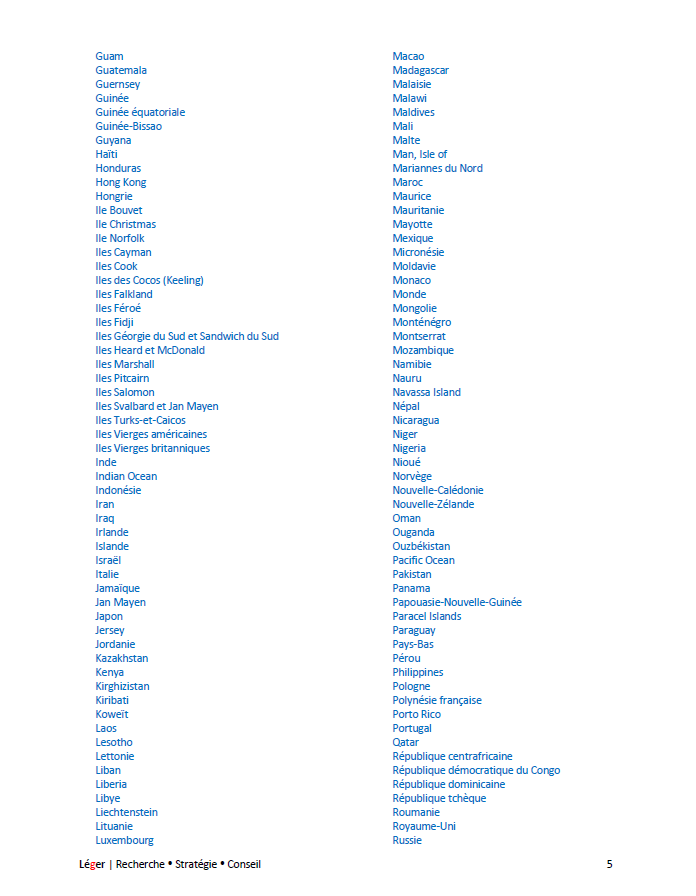 Guam
Guatemala
Guernsey
Guinée
Guinée équatoriale
Guinée-Bissao
Guyana
Haïti
Honduras
Hong Kong
Hongrie
Ile Bouvet
Ile Christmas
Ile Norfolk
Iles Cayman
Iles Cook
Iles des Cocos (Keeling)
Iles Falkland
Iles Féroé
Iles Fidji
Iles Géorgie du Sud et Sandwich du Sud
Iles Heard et McDonald
Iles Marshall
Iles Pitcairn
Iles Salomon
Iles Svalbard et Jan Mayen
Iles Turks-et-Caicos
Iles Vierges américaines
Iles Vierges britanniques
Inde
Indian Ocean
Indonésie
Iran
Iraq
Irlande
Islande
Israël
Italie
Jamaïque
Jan Mayen
Japon
Jersey
Jordanie
Kazakhstan
Kenya
Kirghizistan
Kiribati
Koweït
Laos
Lesotho
Lettonie
Liban
Liberia
Libye
Liechtenstein
Lituanie
Luxembourg
Macao
Madagascar
Malaisie
Malawi
Maldives
Mali
Malte
Man, Isle of
Mariannes du Nord
Maroc
Maurice
Mauritanie
Mayotte
Mexique
Micronésie
Moldavie
Monaco
Monde
Mongolie
Monténégro
Montserrat
Mozambique
Namibie
Nauru
Navassa Island
Népal
Nicaragua
Niger
Nigeria
Nioué
Norvège
Nouvelle-Calédonie
Nouvelle-Zélande
Oman
Ouganda
Ouzbékistan
Pacific Ocean
Pakistan
Panama
Papouasie-Nouvelle-Guinée
Paracel Islands
Paraguay
Pays-Bas
Pérou
Philippines
Pologne
Polynésie française
Porto Rico
Portugal
Qatar
République centrafricaine
République démocratique du Congo
République dominicaine
République tchèque
Roumanie
Royaume-Uni
Russie
Léger | Recherche • Stratégie • Conseil 5